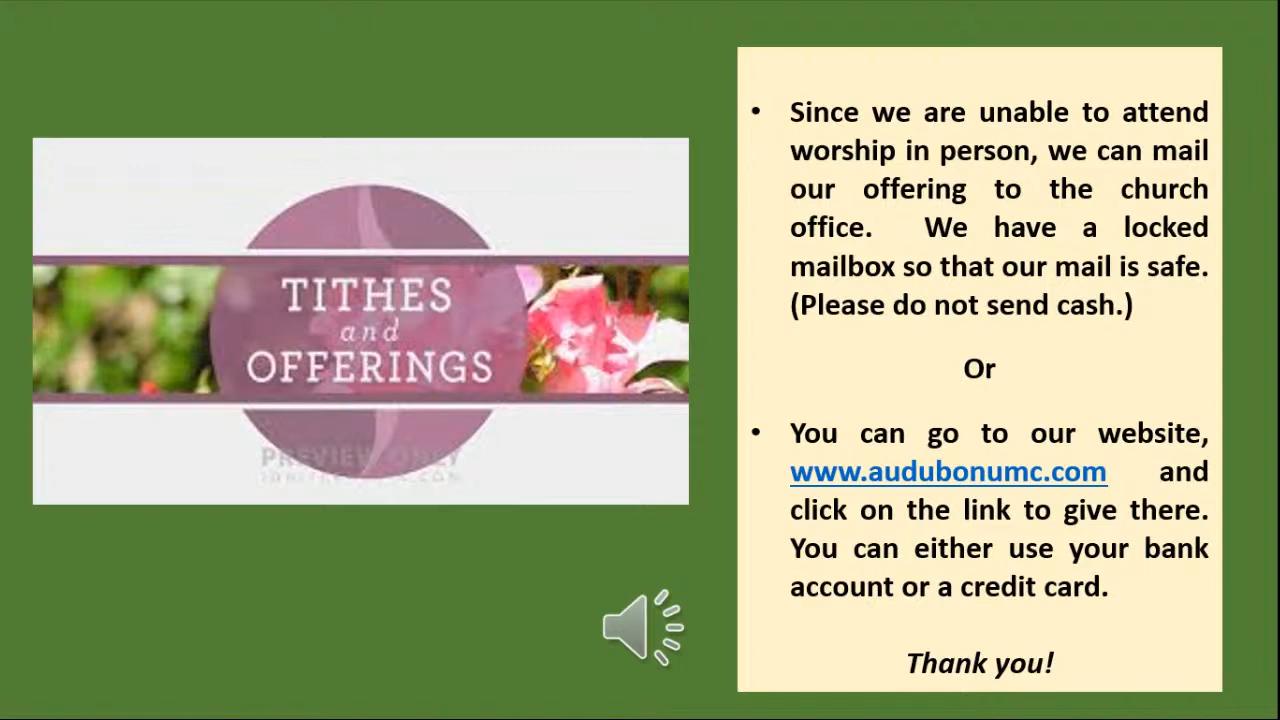 TITHES
and
OFFERINGS
PREVIEW ONLY
• Since we are unable to attend
worship in person, we can mail
our offering to the church
office. We have a locked
mailbox so that our mail is safe.
(Please do not send cash.)
Or
• You can go to our website,
www.audubonumc.com and
click on the link to give there.
You can either use your bank
account or a credit card.
Thank you!